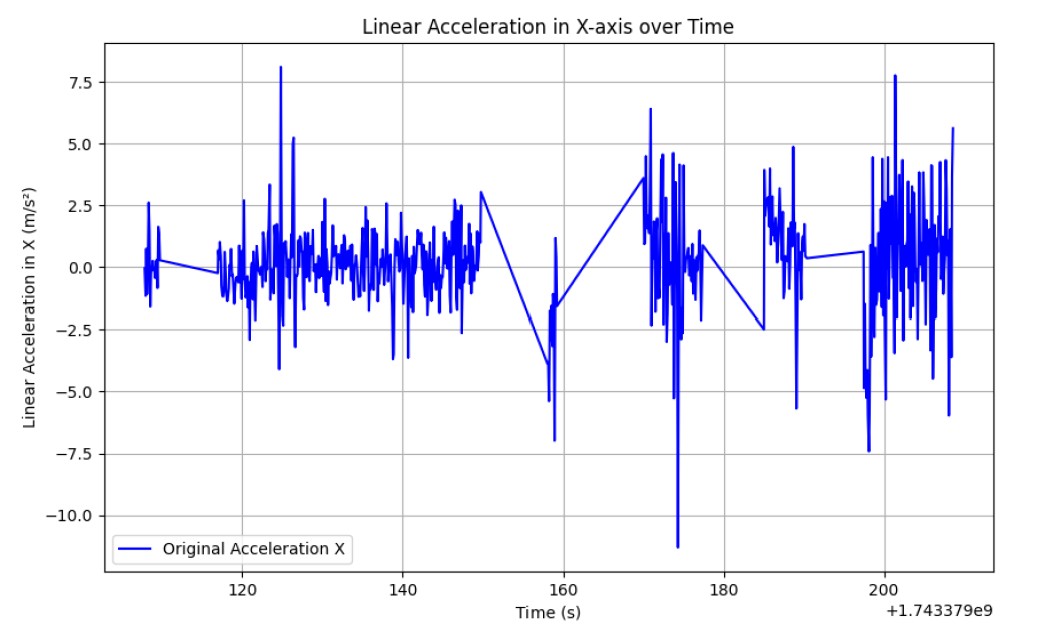 Linear Acceleration in X-axis over Time
Linear Acceleration in X (m/s²)
7.5
5.0
2.5
0.0
−2.5
−5.0
−7.5
−10.0
Original Acceleration X
120 140 160 180 200
Time (s)
+1.743379e9